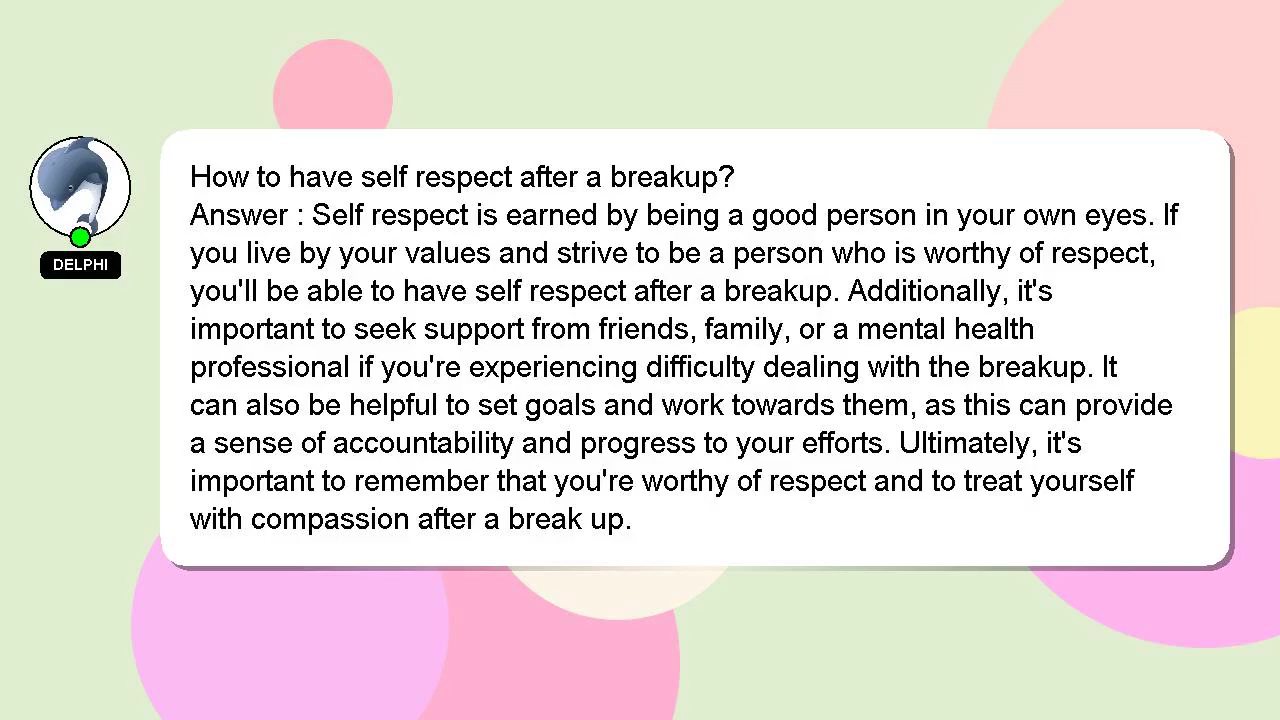 How to have self respect after a breakup?
Answer : Self respect is earned by being a good person in your own eyes. If
you live by your values and strive to be a person who is worthy of respect,
you'll be able to have self respect after a breakup. Additionally, it's
important to seek support from friends, family, or a mental health
professional if you're experiencing difficulty dealing with the breakup. It
can also be helpful to set goals and work towards them, as this can provide
a sense of accountability and progress to your efforts. Ultimately, it's
important to remember that you're worthy of respect and to treat yourself
with compassion after a break up.
DELPHI